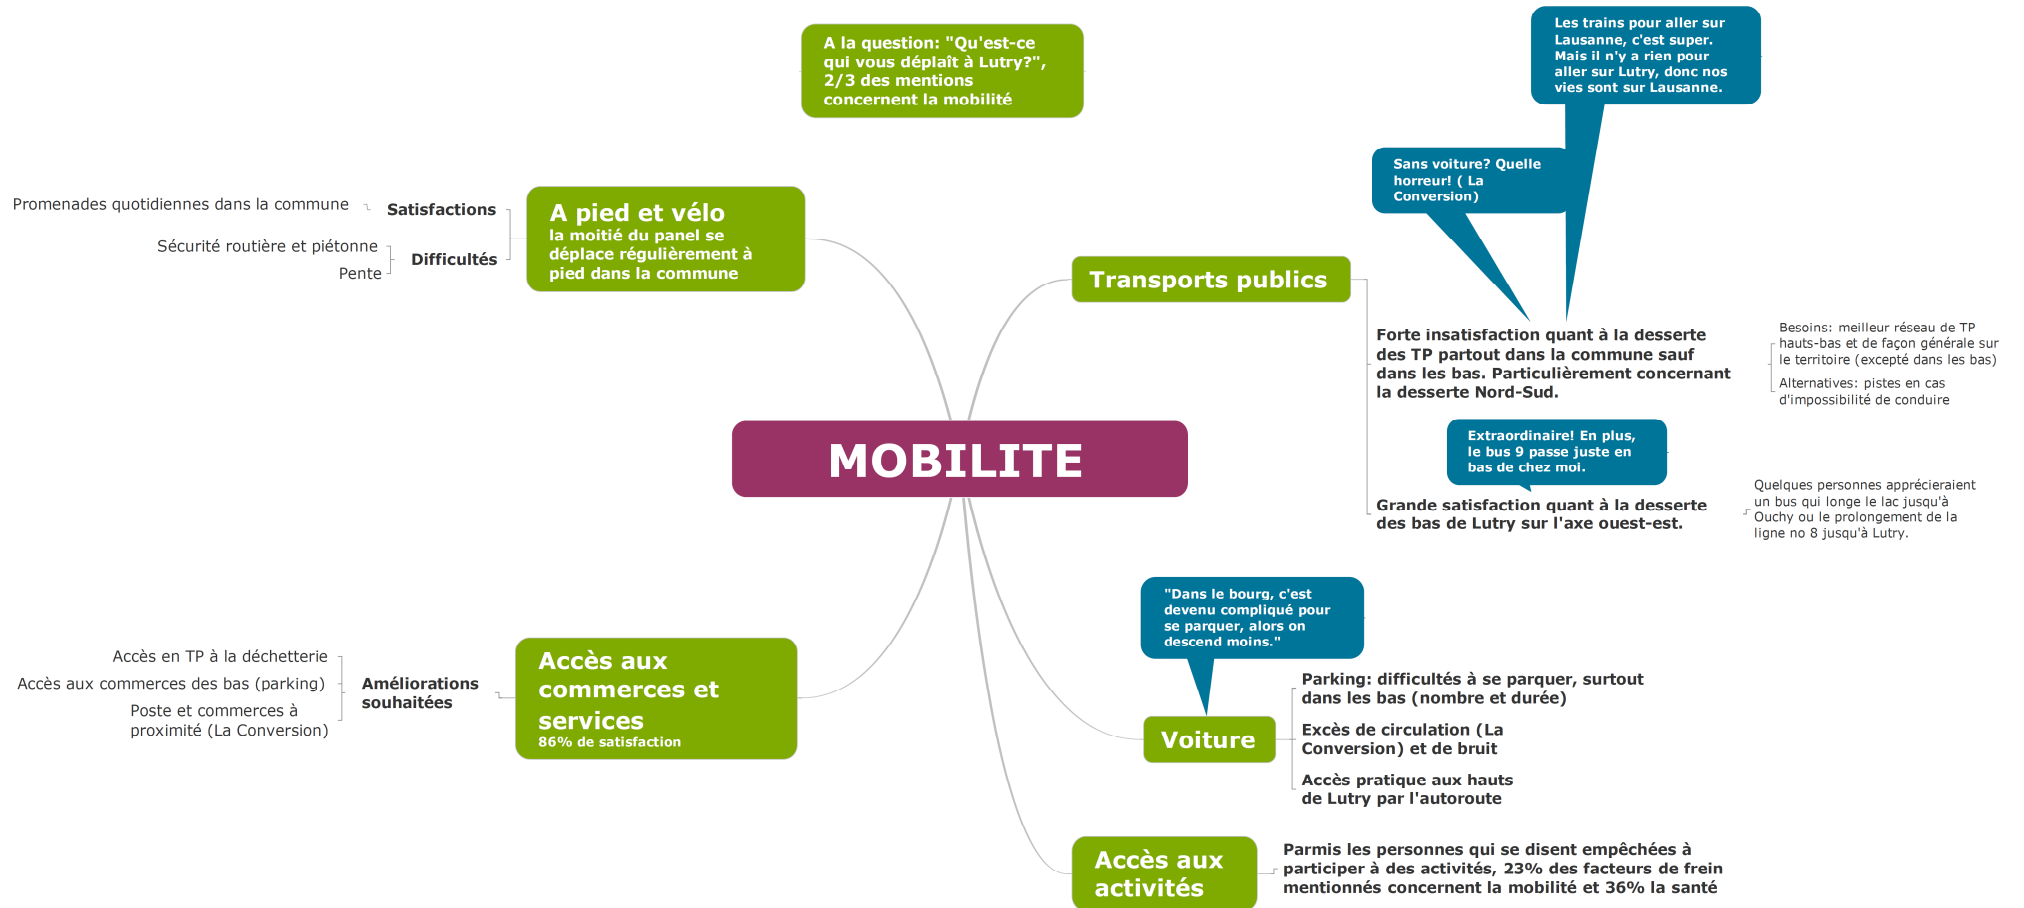 A la question: "Qu'est-ce
qui vous déplaît à Lutry?",
2/3 des mentions
concernent la mobilité
Les trains pour aller sur
Lausanne, c'est super.
Mais il n'y a rien pour
aller sur Lutry, donc nos
vies sont sur Lausanne.
Sans voiture? Quelle
horreur! ( La
Conversion)
Promenades quotidiennes dans la commune
Satisfactions
Sécurité routière et piétonne
Pente
Difficultés
A pied et vélo
la moitié du panel se
déplace régulièrement à
pied dans la commune
Transports publics
Forte insatisfaction quant à la desserte
des TP partout dans la commune sauf
dans les bas. Particulièrement concernant
la desserte Nord-Sud.
Besoins: meilleur réseau de TP
hauts-bas et de façon générale sur
le territoire (excepté dans les bas)
Alternatives: pistes en cas
d'impossibilité de conduire
Extraordinaire! En plus,
le bus 9 passe juste en
bas de chez moi.
Grande satisfaction quant à la desserte
des bas de Lutry sur l'axe ouest-est.
Quelques personnes apprécieraient
un bus qui longe le lac jusqu'à
Ouchy ou le prolongement de la
ligne no 8 jusqu'à Lutry.
MOBILITE
"Dans le bourg, c'est
devenu compliqué pour
se parquer, alors on
descend moins."
Voiture
Parking: difficultés à se parquer, surtout
dans les bas (nombre et durée)
Excès de circulation (La
Conversion) et de bruit
Accès pratique aux hauts
de Lutry par l'autoroute
Accès en TP à la déchetterie
Accès aux commerces des bas (parking)
Poste et commerces à
proximité (La Conversion)
Améliorations
souhaitées
Accès aux
commerces et
services
86% de satisfaction
Accès aux
activités
Parmis les personnes qui se disent empêchées à
participer à des activités, 23% des facteurs de frein
mentionnés concernent la mobilité et 36% la santé